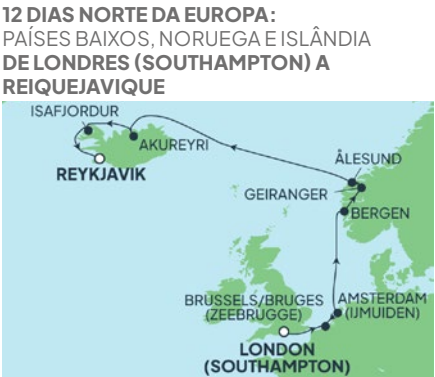 12 DIAS NORTE DA EUROPA:
PAÍSES BAIXOS, NORUEGA E ISLÂNDIA
DE LONDRES (SOUTHAMPTON) A
REIQUEJAVIQUE
ISAFJORDUR
AKUREYRI
REYKJAVIK
ÅLESUND
GEIRANGER
BERGEN
BRUSSELS/BRUGES
(ZEEBRUGGE)
AMSTERDAM
(IJMUIDEN)
LONDON
(SOUTHAMPTON)